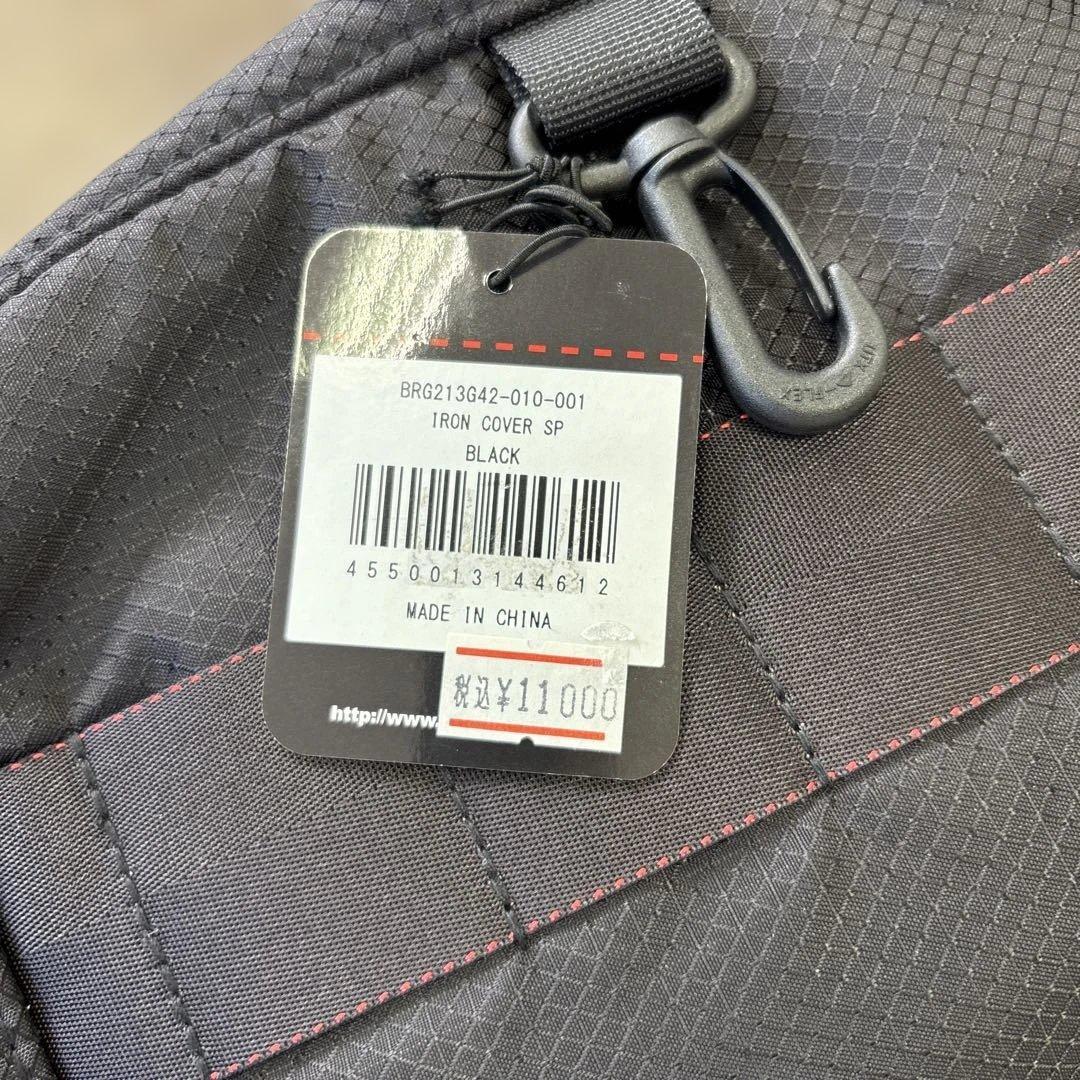 BRG213G42-010-001
IRON COVER SP
BLACK
4550013144612
MADE IN CHINA
税込¥11000
http://www.